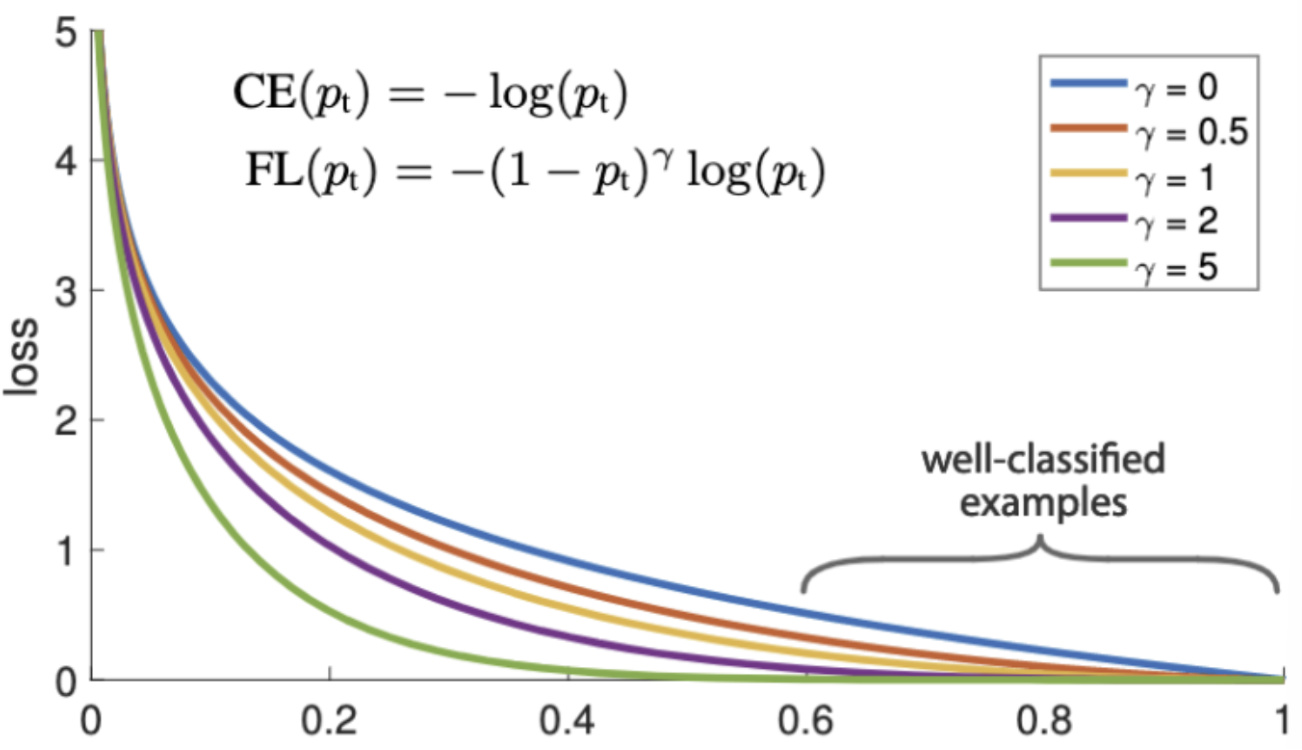 5
CE(pt) = − log(pt)
FL(pt) = −(1 − pt)^γ log(pt)
γ = 0
γ = 0.5
γ = 1
γ = 2
γ = 5
4
3
2
1
0
loss
well-classified
examples
0
0.2
0.4
0.6
0.8
1